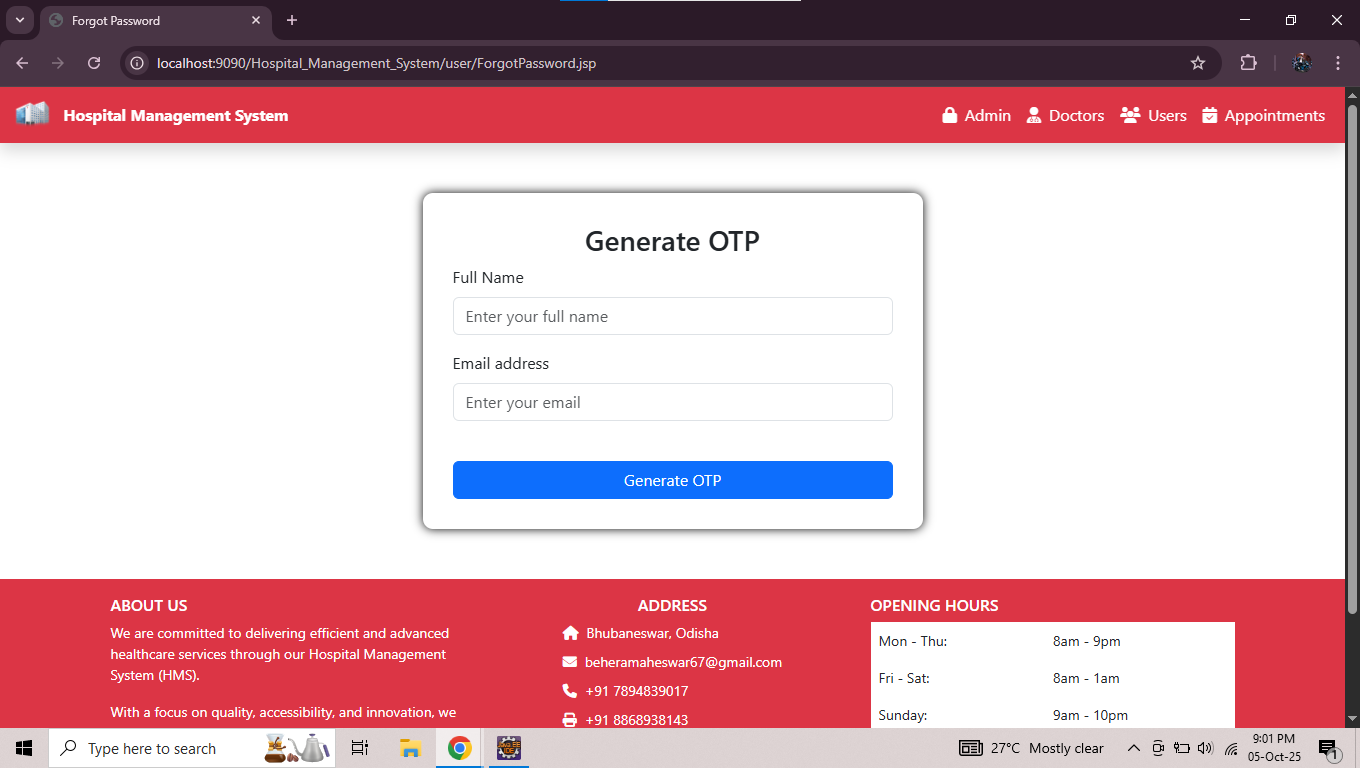 Forgot Password
localhost:9090/Hospital_Management_System/user/ForgotPassword.jsp
Hospital Management System
Admin
Doctors
Users
Appointments
Generate OTP
Full Name
Enter your full name
Email address
Enter your email
Generate OTP
ABOUT US
We are committed to delivering efficient and advanced
healthcare services through our Hospital Management
System (HMS).
With a focus on quality, accessibility, and innovation, we
ADDRESS
Bhubaneswar, Odisha
beheramaheswar67@gmail.com
+91 7894839017
+91 8868938143
OPENING HOURS
Mon - Thu: 8am - 9pm
Fri - Sat: 8am - 1am
Sunday: 9am - 10pm
Type here to search
27°C Mostly clear
9:01 PM
05-Oct-25
1